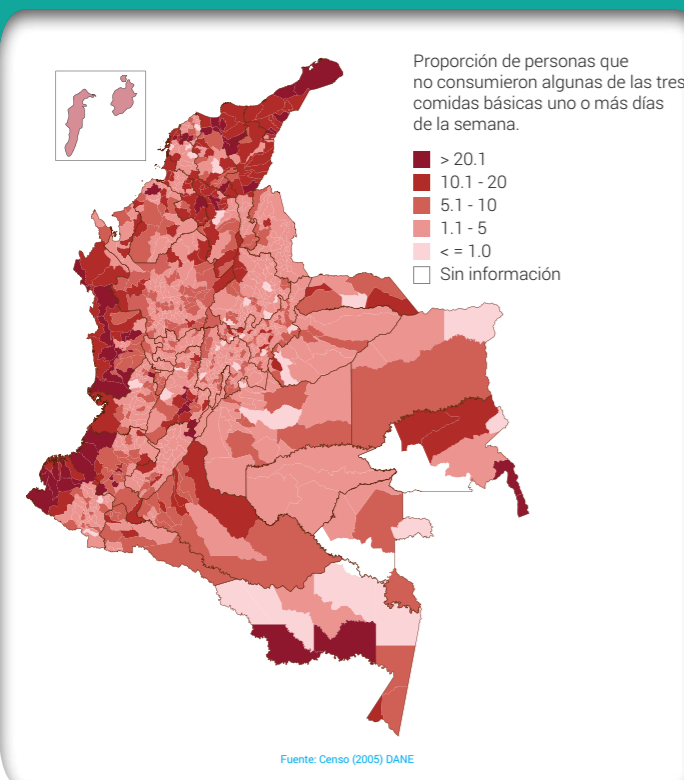 Proporción de personas que
no consumieron algunas de las tres
comidas básicas uno o más días
de la semana.
> 20.1
10.1 - 20
5.1 - 10
1.1 - 5
< = 1.0
Sin información
Fuente: Censo (2005) DANE